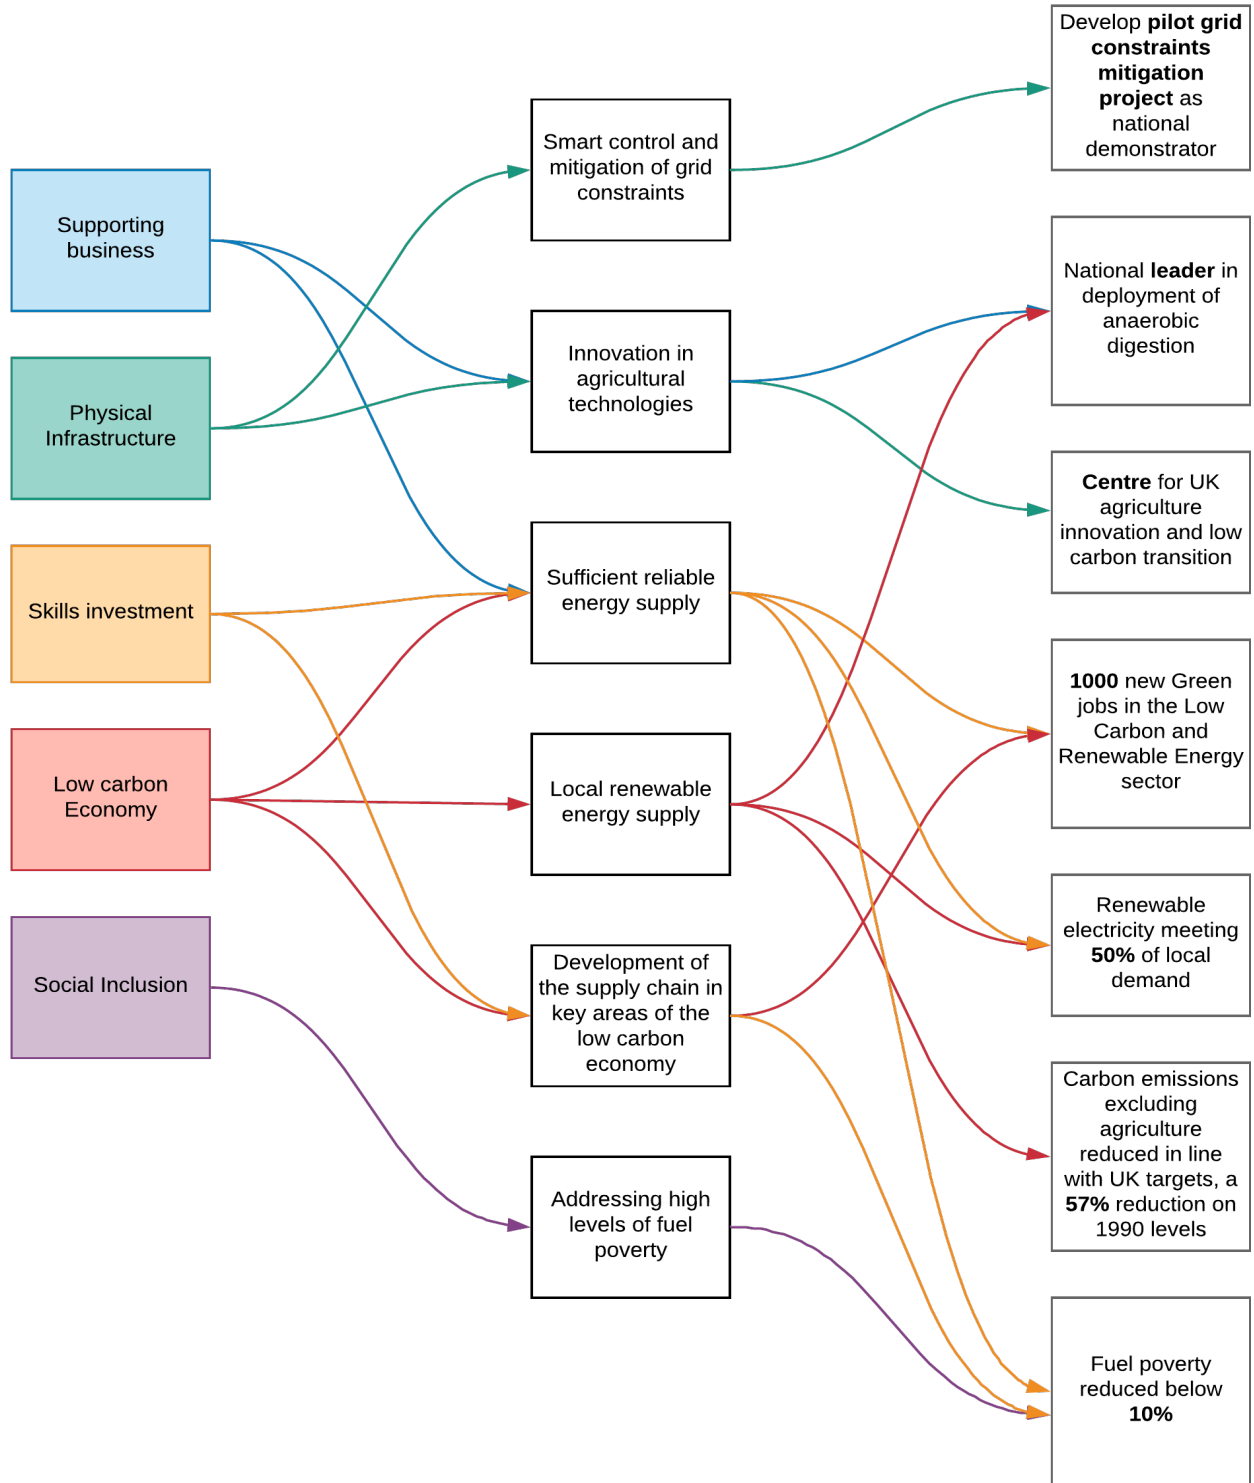 Supporting
business
Physical
Infrastructure
Skills investment
Low carbon
Economy
Social Inclusion
Smart control and
mitigation of grid
constraints
Innovation in
agricultural
technologies
Sufficient reliable
energy supply
Local renewable
energy supply
Development of
the supply chain in
key areas of the
low carbon
economy
Addressing high
levels of fuel
poverty
Develop pilot grid
constraints
mitigation
project as
national
demonstrator
National leader in
deployment of
anaerobic
digestion
Centre for UK
agriculture
innovation and low
carbon transition
1000 new Green
jobs in the Low
Carbon and
Renewable Energy
sector
Renewable
electricity meeting
50% of local
demand
Carbon emissions
excluding
agriculture
reduced in line
with UK targets, a
57% reduction on
1990 levels
Fuel poverty
reduced below
10%